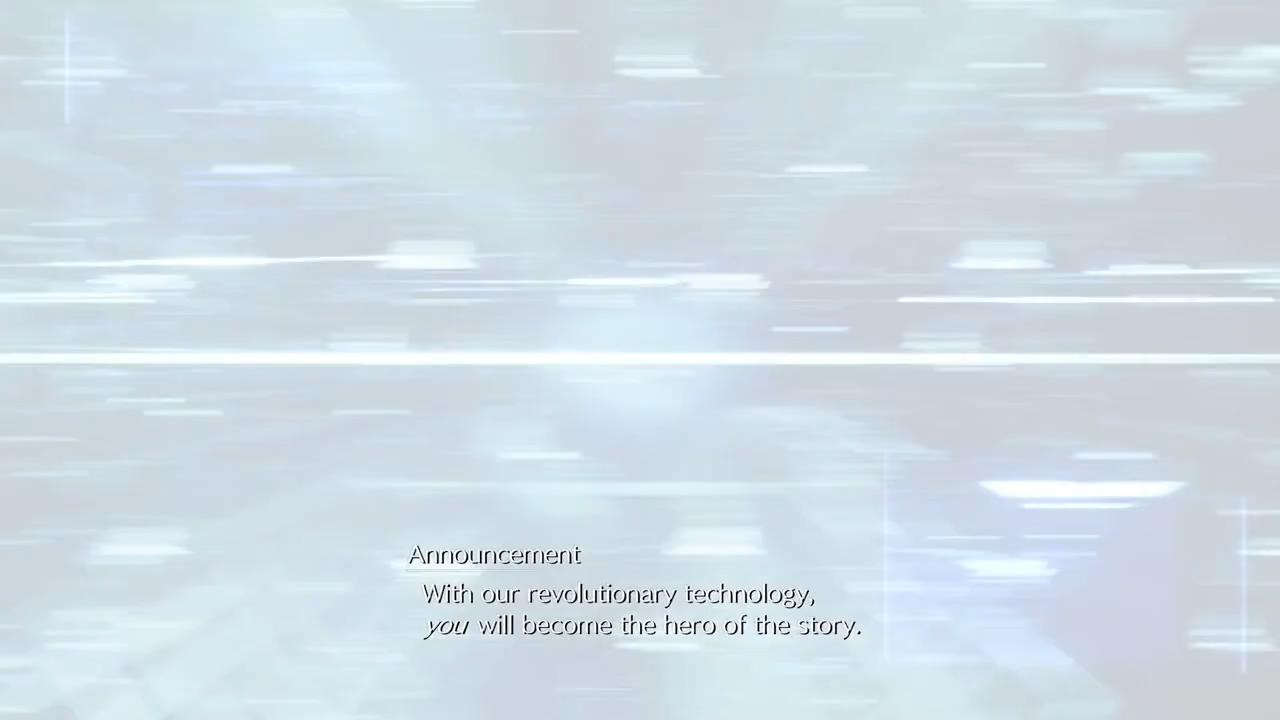 Announcement
With our revolutionary technology,
you will become the hero of the story.